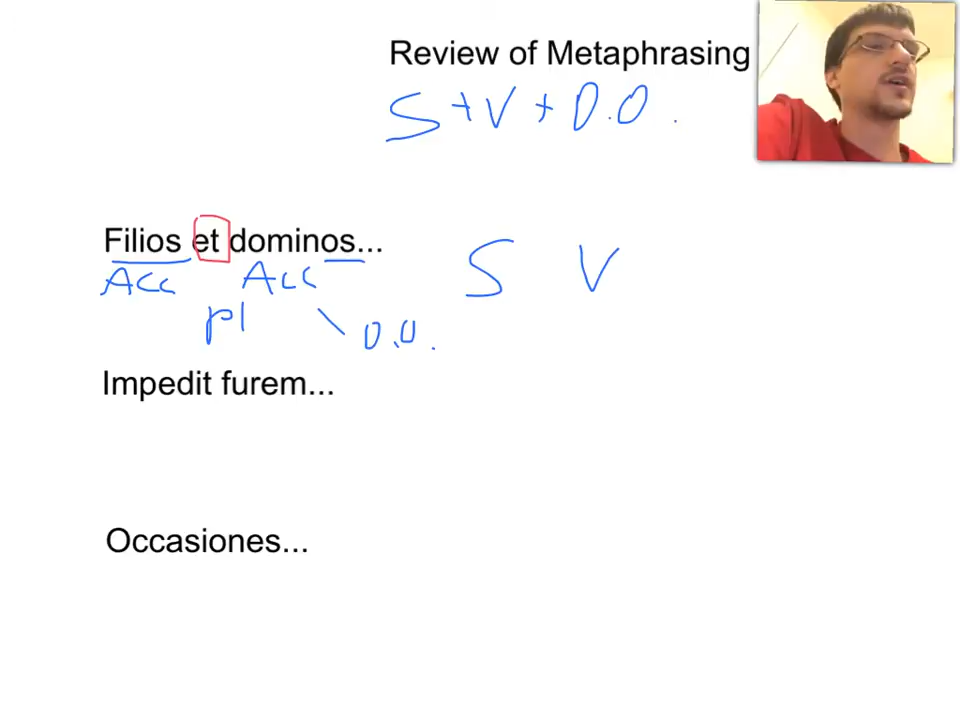 Review of Metaphrasing
S + V + D.O.
Filios et dominos... S V
Acc Acc
pl D.O.
Impedit furem...
Occasiones...